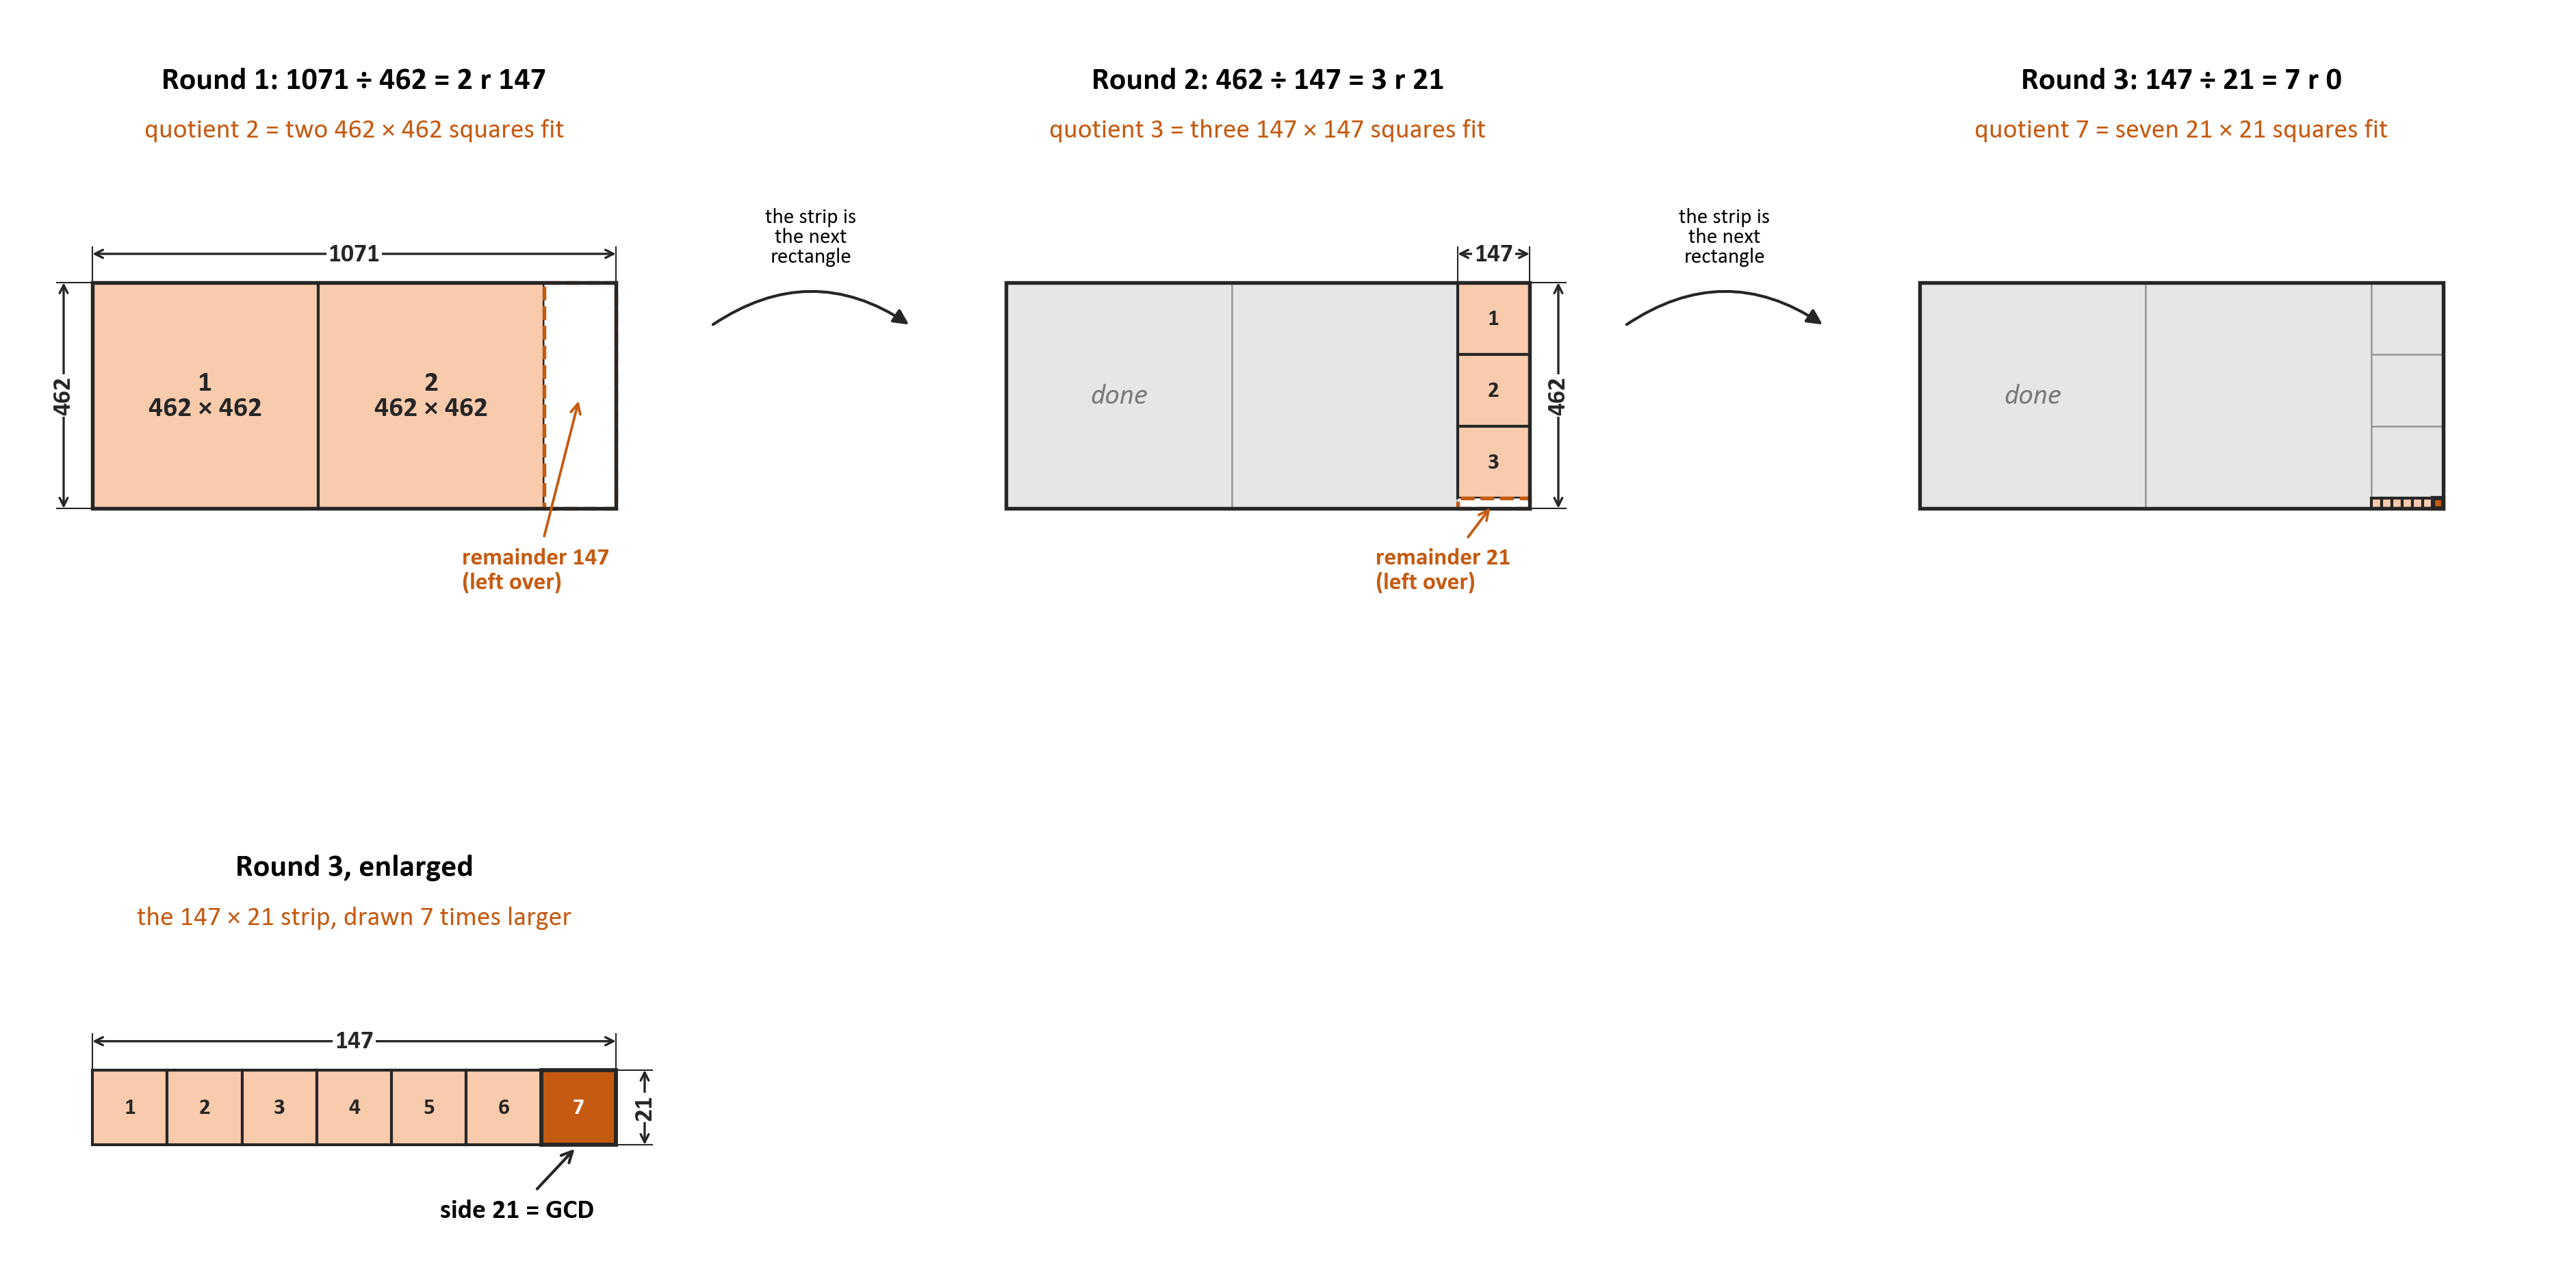 Round 1: 1071 ÷ 462 = 2 r 147
quotient 2 = two 462 × 462 squares fit
1071
462
1
462 × 462
2
462 × 462
remainder 147
(left over)
the strip is
the next
rectangle
Round 2: 462 ÷ 147 = 3 r 21
quotient 3 = three 147 × 147 squares fit
147
done
1
2
3
462
remainder 21
(left over)
the strip is
the next
rectangle
Round 3: 147 ÷ 21 = 7 r 0
quotient 7 = seven 21 × 21 squares fit
done
Round 3, enlarged
the 147 × 21 strip, drawn 7 times larger
147
1
2
3
4
5
6
7
21
side 21 = GCD